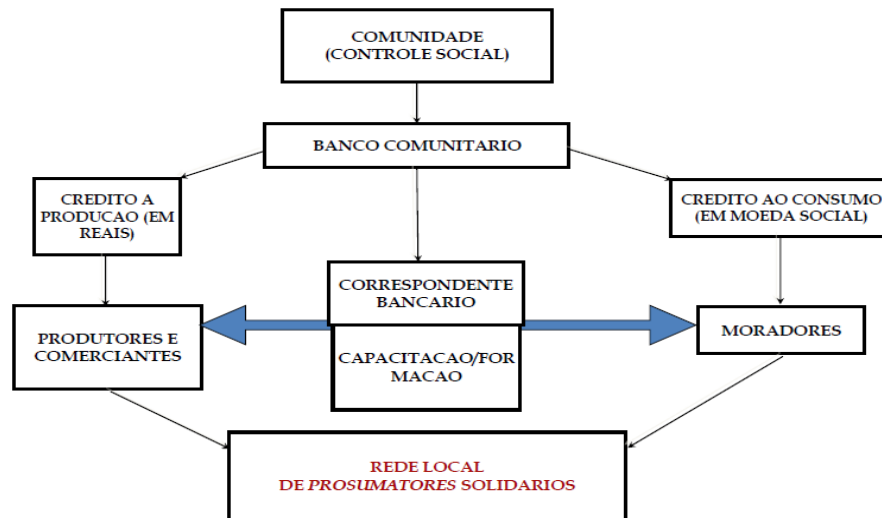 COMUNIDADE
(CONTROLE SOCIAL)
BANCO COMUNITARIO
CREDITO A
PRODUCAO (EM
REAIS)
CREDITO AO CONSUMO
(EM MOEDA SOCIAL)
CORRESPONDENTE
BANCARIO
PRODUTORES E
COMERCIANTES
MORADORES
CAPACITACAO/FOR
MACAO
REDE LOCAL
DE PROSUMATORES SOLIDARIOS